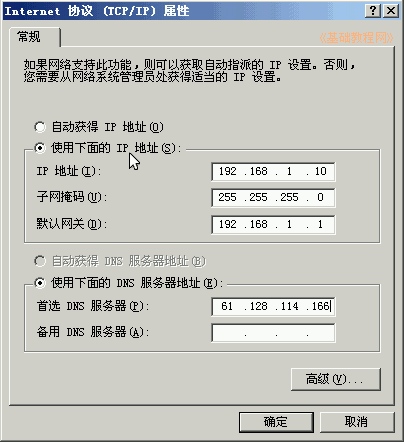 Internet 协议 (TCP/IP) 属性
常规
《基础教程网》
如果网络支持此功能,则可以获取自动指派的 IP 设置。否则,
您需要从网络系统管理员处获得适当的 IP 设置。
自动获得 IP 地址(O)
使用下面的 IP 地址(S):
IP 地址(I): 192 .168 . 1 . 10
子网掩码(U): 255 .255 .255 . 0
默认网关(D): 192 .168 . 1 . 1
自动获得 DNS 服务器地址(B)
使用下面的 DNS 服务器地址(E):
首选 DNS 服务器(P): 61 .128 .114 .166
备用 DNS 服务器(A): . . .
高级(V)...
确定 取消